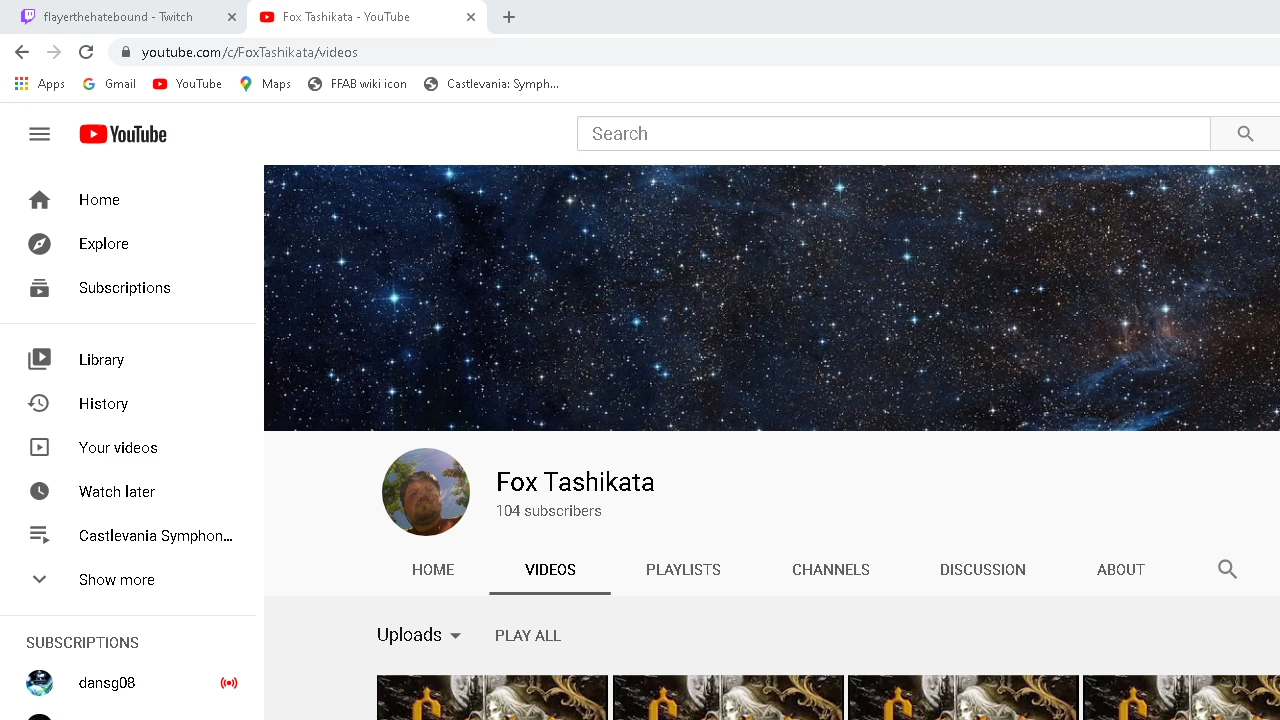 flayerthehatebound - Twitch
Fox Tashikata - YouTube
youtube.com/c/FoxTashikata/videos
Apps
Gmail
YouTube
Maps
FFAB wiki icon
Castlevania: Symph...
YouTube
Search
Home
Explore
Subscriptions
Library
History
Your videos
Watch later
Castlevania Symphon...
Show more
SUBSCRIPTIONS
dansg08
Fox Tashikata
104 subscribers
HOME VIDEOS PLAYLISTS CHANNELS DISCUSSION ABOUT
Uploads PLAY ALL